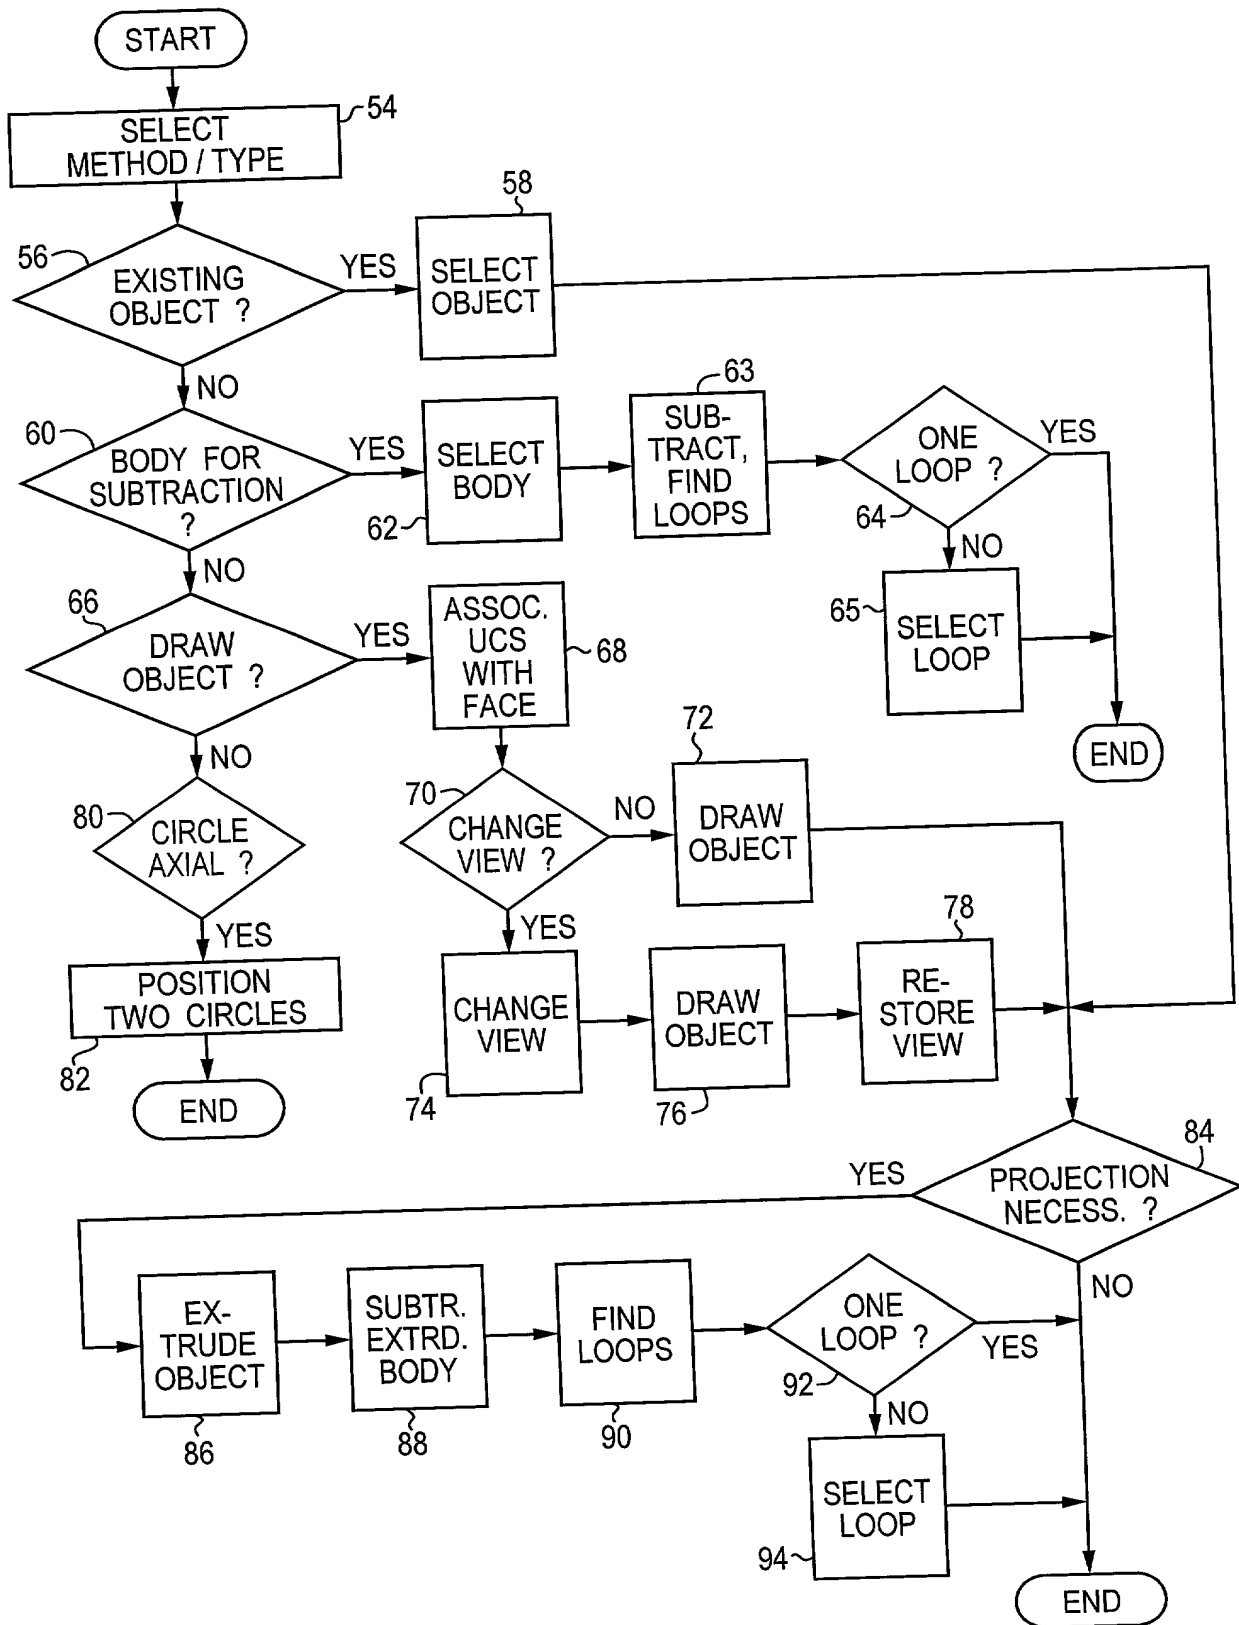 START
54
SELECT
METHOD / TYPE
56
EXISTING
OBJECT ?
YES
58
SELECT
OBJECT
NO
60
BODY FOR
SUBTRACTION
?
YES
62
SELECT
BODY
63
SUB-
TRACT,
FIND
LOOPS
ONE
LOOP ?
YES
64
NO
65
SELECT
LOOP
END
NO
66
DRAW
OBJECT ?
YES
ASSOC.
UCS
WITH
FACE
68
NO
70
CHANGE
VIEW ?
NO
72
DRAW
OBJECT
80
CIRCLE
AXIAL ?
YES
YES
CHANGE
VIEW
74
DRAW
OBJECT
76
78
RE-
STORE
VIEW
POSITION
TWO CIRCLES
82
END
84
PROJECTION
NECESS. ?
YES
NO
EX-
TRUDE
OBJECT
86
SUBTR.
EXTRD.
BODY
88
FIND
LOOPS
90
ONE
LOOP ?
YES
92
NO
SELECT
LOOP
94
END